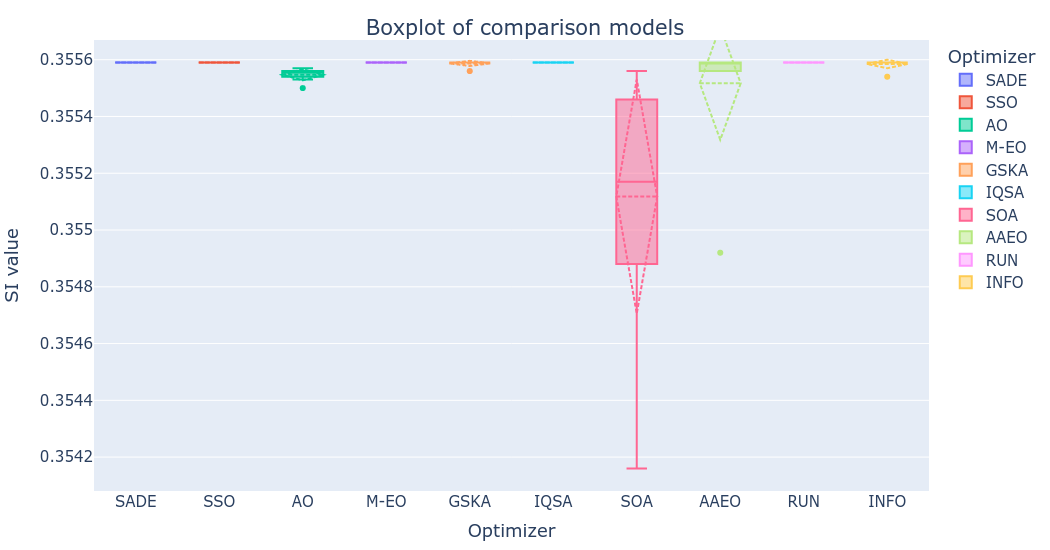 Boxplot of comparison models
SI value
0.3556
0.3554
0.3552
0.355
0.3548
0.3546
0.3544
0.3542
SADE SSO AO M-EO GSKA IQSA SOA AAEO RUN INFO
Optimizer
Optimizer
SADE
SSO
AO
M-EO
GSKA
IQSA
SOA
AAEO
RUN
INFO